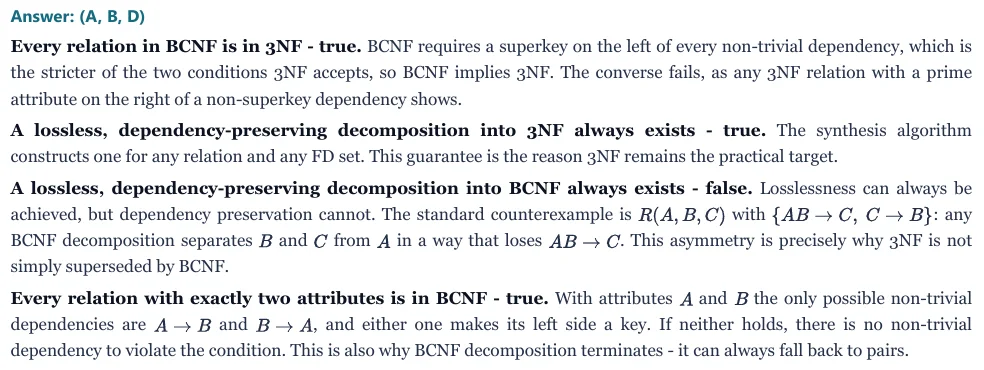 Answer: (A, B, D)
Every relation in BCNF is in 3NF - true. BCNF requires a superkey on the left of every non-trivial dependency, which is
the stricter of the two conditions 3NF accepts, so BCNF implies 3NF. The converse fails, as any 3NF relation with a prime
attribute on the right of a non-superkey dependency shows.
A lossless, dependency-preserving decomposition into 3NF always exists - true. The synthesis algorithm
constructs one for any relation and any FD set. This guarantee is the reason 3NF remains the practical target.
A lossless, dependency-preserving decomposition into BCNF always exists - false. Losslessness can always be
achieved, but dependency preservation cannot. The standard counterexample is R(A, B, C) with {AB → C, C → B}: any
BCNF decomposition separates B and C from A in a way that loses AB → C. This asymmetry is precisely why 3NF is not
simply superseded by BCNF.
Every relation with exactly two attributes is in BCNF - true. With attributes A and B the only possible non-trivial
dependencies are A → B and B → A, and either one makes its left side a key. If neither holds, there is no non-trivial
dependency to violate the condition. This is also why BCNF decomposition terminates - it can always fall back to pairs.